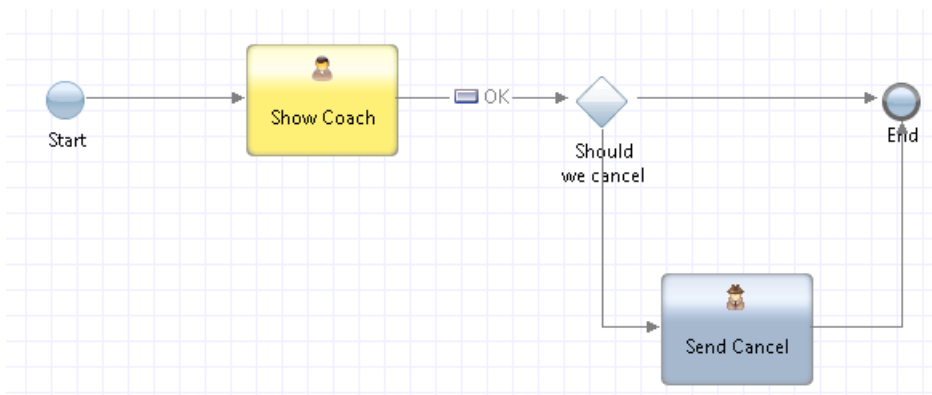 Show Coach
OK
Start
End
Should
we cancel
Send Cancel